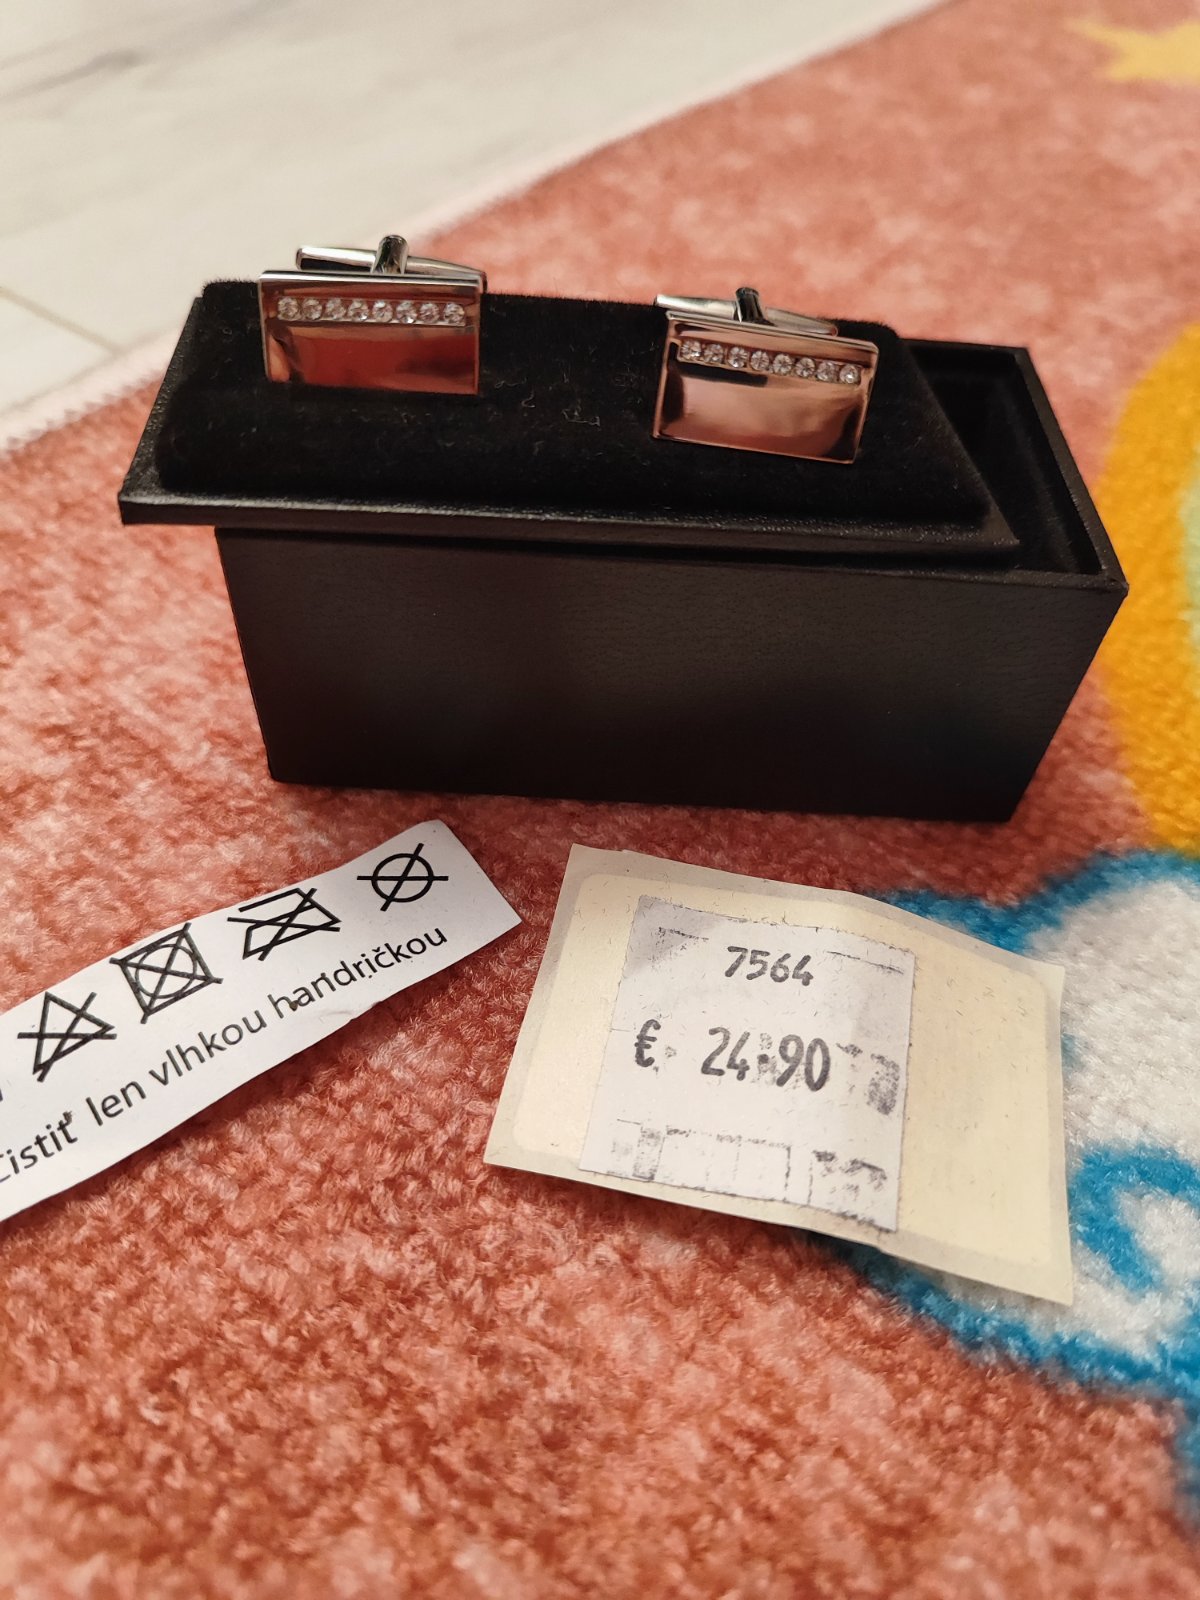 čistiť len vlhkou handričkou
7564
€ 24.90